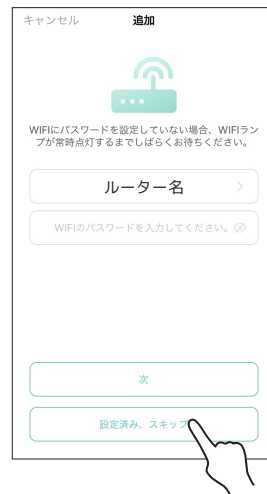 キャンセル 追加
WIFIにパスワードを設定していない場合、WIFIラン
プが常時点灯するまでしばらくお待ちください。
ルーター名
WIFIのパスワードを入力してください。
次
設定済み、スキップ